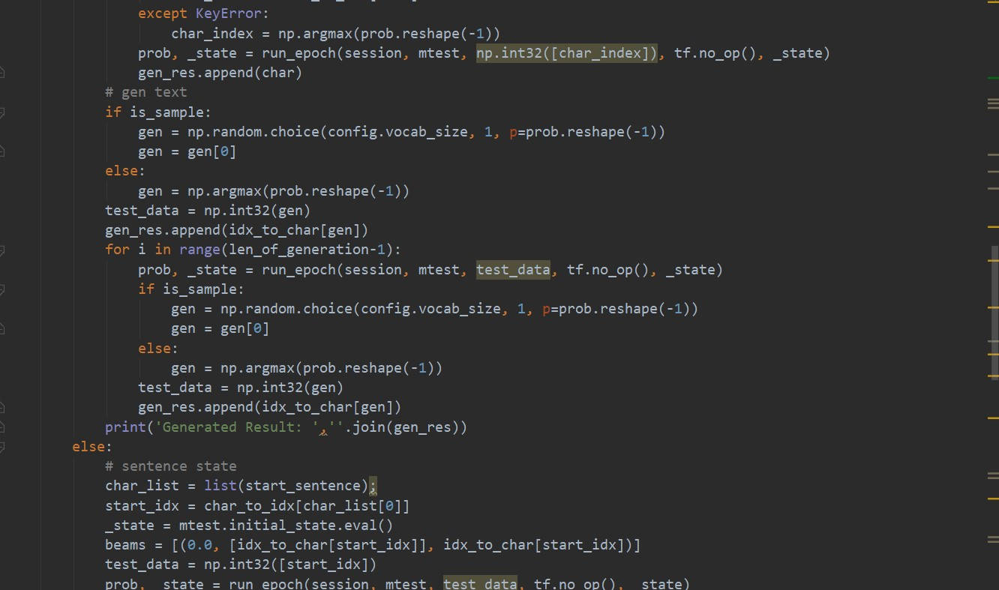 except KeyError:
char_index = np.argmax(prob.reshape(-1))
prob, _state = run_epoch(session, mtest, np.int32([char_index]), tf.no_op(), _state)
gen_res.append(char)
# gen text
if is_sample:
gen = np.random.choice(config.vocab_size, 1, p=prob.reshape(-1))
gen = gen[0]
else:
gen = np.argmax(prob.reshape(-1))
test_data = np.int32(gen)
gen_res.append(idx_to_char[gen])
for i in range(len_of_generation-1):
prob, _state = run_epoch(session, mtest, test_data, tf.no_op(), _state)
if is_sample:
gen = np.random.choice(config.vocab_size, 1, p=prob.reshape(-1))
gen = gen[0]
else:
gen = np.argmax(prob.reshape(-1))
test_data = np.int32(gen)
gen_res.append(idx_to_char[gen])
print('Generated Result: ',''.join(gen_res))
else:
# sentence state
char_list = list(start_sentence);
start_idx = char_to_idx[char_list[0]]
_state = mtest.initial_state.eval()
beams = [(0.0, [idx_to_char[start_idx]], idx_to_char[start_idx])]
test_data = np.int32([start_idx])
prob, _state = run_epoch(session, mtest, test_data, tf.no_op(), _state)